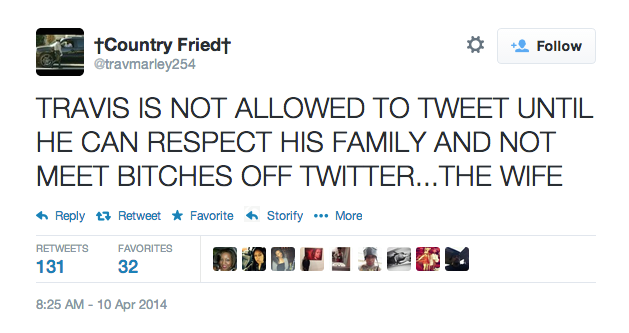 †Country Fried†
@travmarley254
Follow
TRAVIS IS NOT ALLOWED TO TWEET UNTIL
HE CAN RESPECT HIS FAMILY AND NOT
MEET BITCHES OFF TWITTER...THE WIFE
Reply Retweet Favorite Storify More
RETWEETS FAVORITES
131 32
8:25 AM - 10 Apr 2014